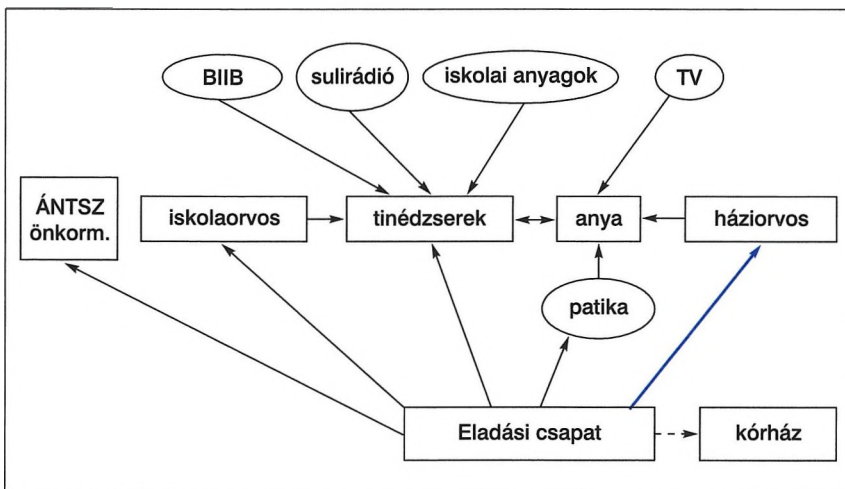 BIIB
sulirádió
iskolai anyagok
TV
ÁNTSZ
önkorm.
iskolaorvos
tinédzserek
anya
háziorvos
patika
Eladási csapat
kórház